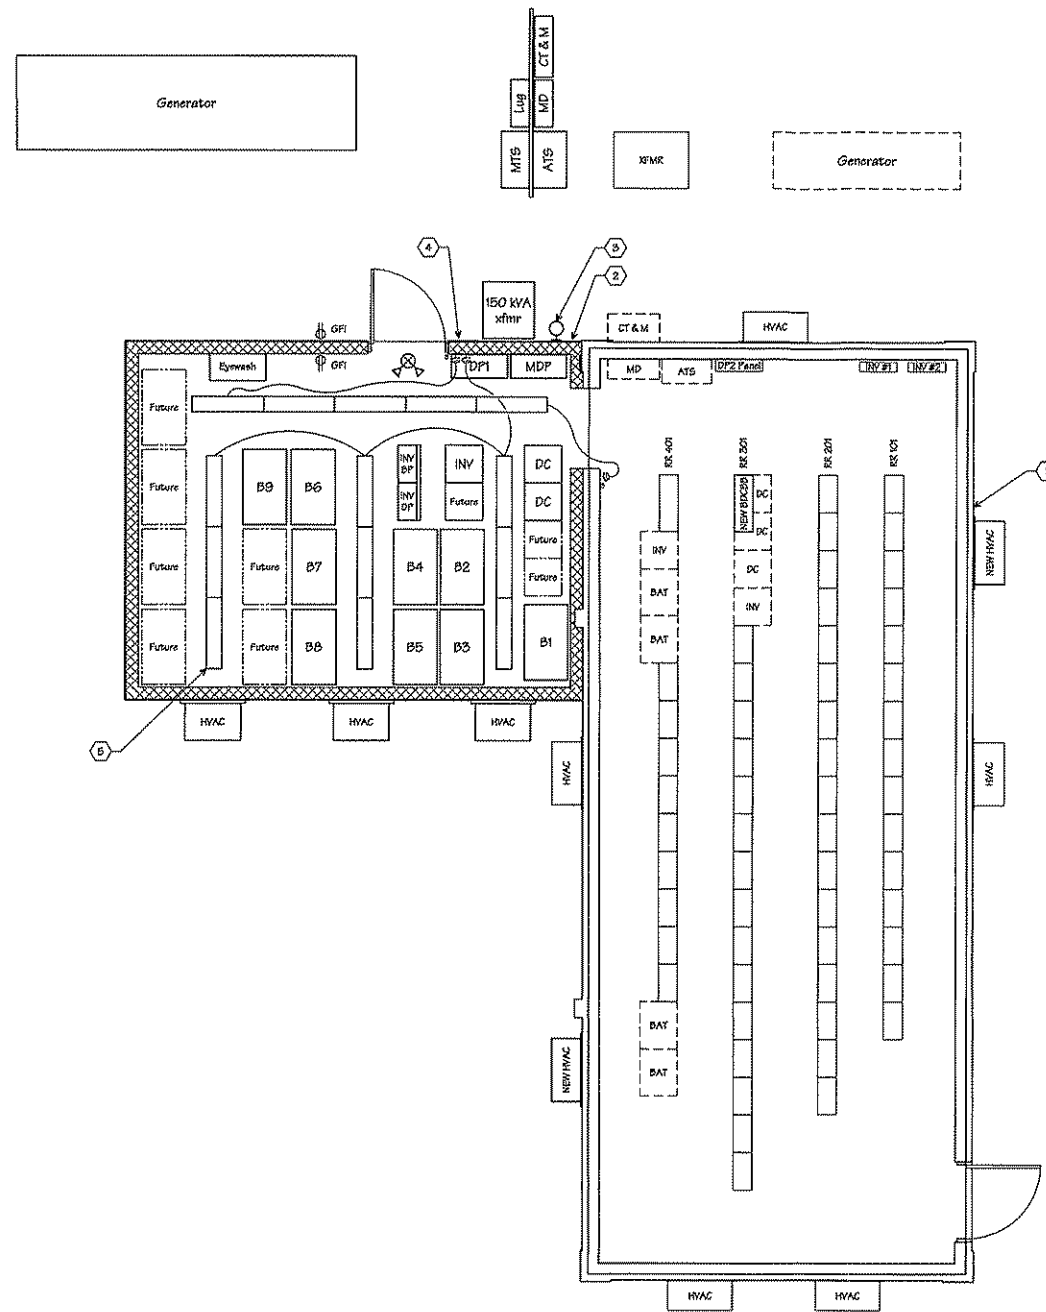 CT & M
Generator
Lug
MD
MTS
ATS
XFMR
Generator
4
3
2
150 kVA
xfmr
GFI
CT & M
HVAC
Eyewash
GFI
DP1
MDP
MD
ATS
DP2 Panel
INV #1
INV #2
Future
RR 401
RR 301
RR 201
RR 101
Future
B9
B6
INV
BP
INV
DP
INV
Future
DC
DC
NEW BDCBB
DC
DC
DC
INV
NEW HVAC
Future
Future
B7
B4
B2
Future
Future
INV
BAT
BAT
Future
Future
B8
B5
B3
B1
HVAC
HVAC
HVAC
5
HVAC
HVAC
BAT
BAT
NEW HVAC
HVAC
HVAC